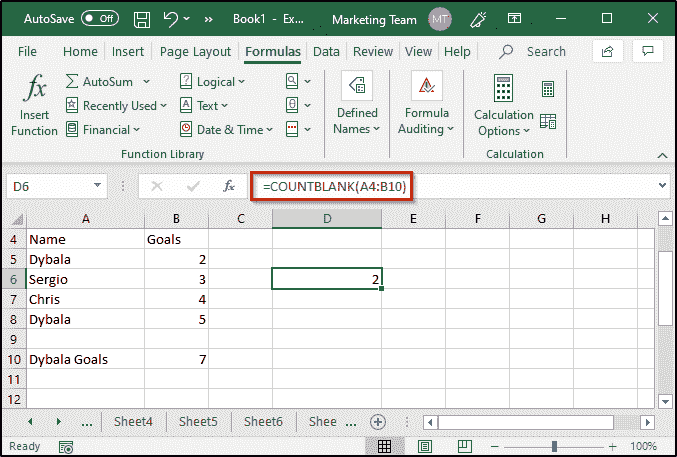 AutoSave Off Book1 - Ex... Marketing Team MT
File Home Insert Page Layout Formulas Data Review View Help Search
fx Insert Function
Σ AutoSum
Recently Used
Financial
Logical
Text
Date & Time
Defined Names
Formula Auditing
Calculation Options
Function Library Calculation
D6 fx =COUNTBLANK(A4:B10)
A B C D E F G H
4 Name Goals
5 Dybala 2
6 Sergio 3 2
7 Chris 4
8 Dybala 5
9
10 Dybala Goals 7
11
12
... Sheet4 Sheet5 Sheet6 Shee ...
Ready 100%